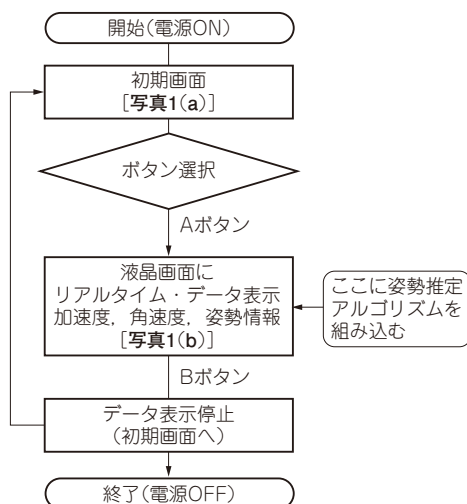 開始(電源ON)
初期画面
[写真1(a)]
ボタン選択
Aボタン
液晶画面に
リアルタイム・データ表示
加速度，角速度，姿勢情報
[写真1(b)]
ここに姿勢推定
アルゴリズムを
組み込む
Bボタン
データ表示停止
(初期画面へ)
終了(電源OFF)